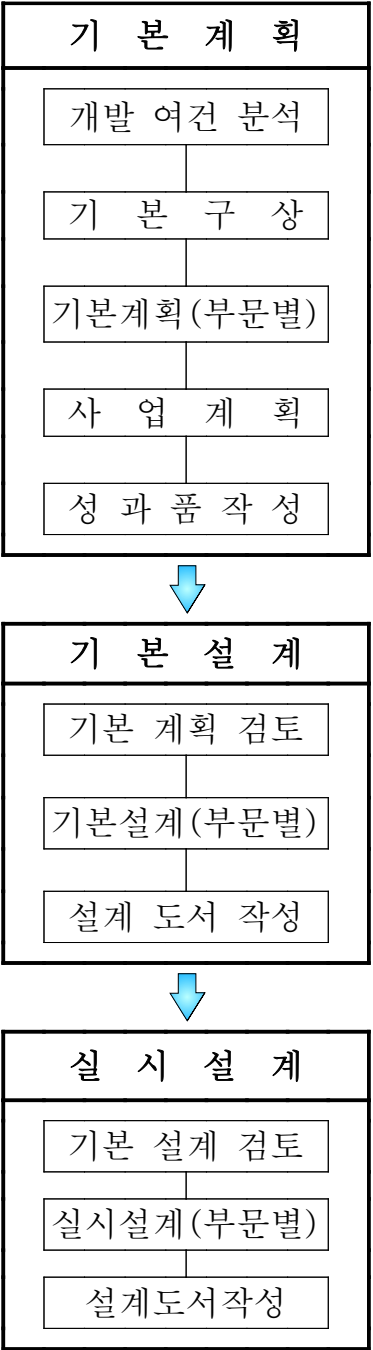 기 본 계 획
개발 여건 분석
기 본 구 상
기본계획(부문별)
사 업 계 획
성 과 품 작 성
기 본 설 계
기본 계획 검토
기본설계(부문별)
설계 도서 작성
실 시 설 계
기본 설계 검토
실시설계(부문별)
설계도서작성